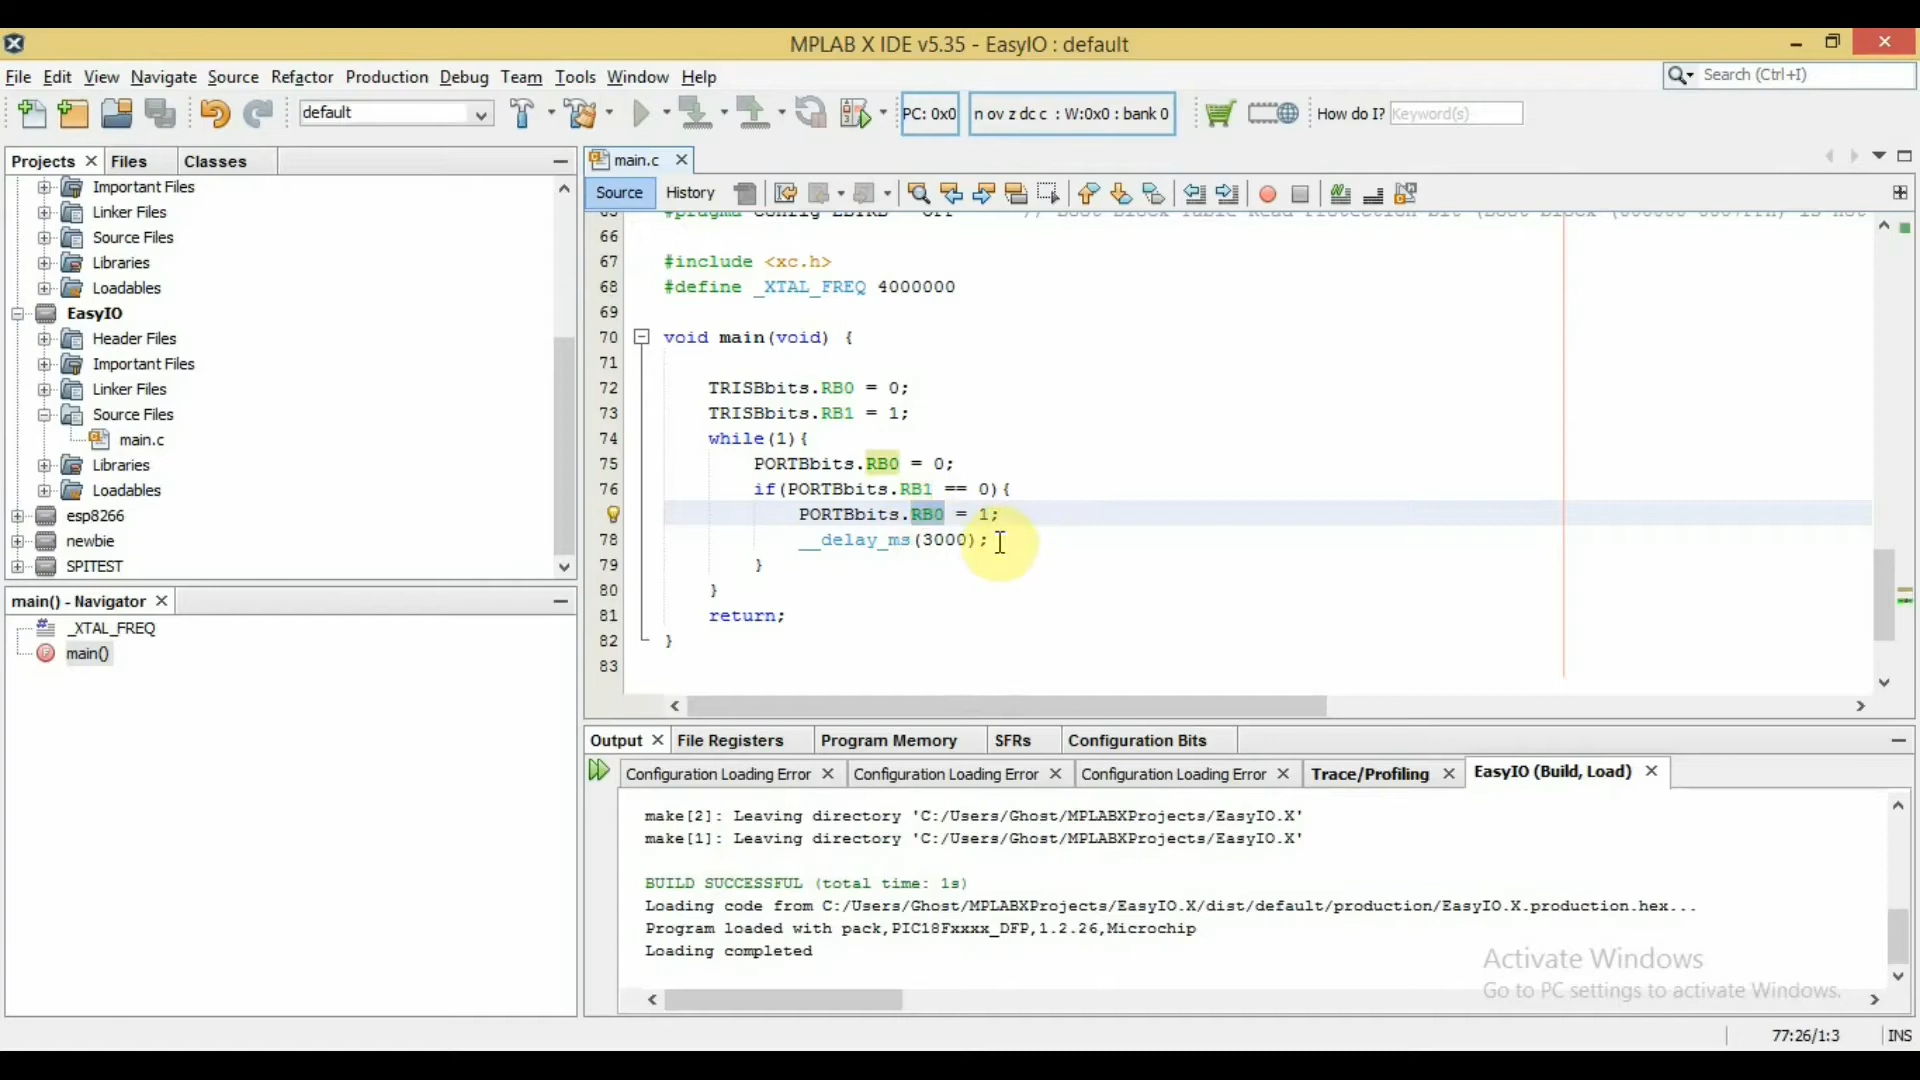 MPLAB X IDE v5.35 - EasyIO : default
File Edit View Navigate Source Refactor Production Debug Team Tools Window Help
Search (Ctrl+I)
default
PC: 0x0
n ov z dc c : W:0x0 : bank 0
How do I? Keyword(s)
Projects Files Classes
main.c
Source History
Important Files
Linker Files
Source Files
Libraries
Loadables
EasyIO
Header Files
Important Files
Linker Files
Source Files
main.c
Libraries
Loadables
esp8266
newbie
SPITEST
main() - Navigator
_XTAL_FREQ
main()
66
67 #include <xc.h>
68 #define _XTAL_FREQ 4000000
69
70 void main(void) {
71
72 TRISBbits.RB0 = 0;
73 TRISBbits.RB1 = 1;
74 while(1){
75 PORTBbits.RB0 = 0;
76 if(PORTBbits.RB1 == 0){
PORTBbits.RB0 = 1;
78 __delay_ms(3000);
79 }
80 }
81 return;
82 }
83
Output File Registers Program Memory SFRs Configuration Bits
Configuration Loading Error Configuration Loading Error Configuration Loading Error Trace/Profiling EasyIO (Build, Load)
make[2]: Leaving directory 'C:/Users/Ghost/MPLABXProjects/EasyIO.X'
make[1]: Leaving directory 'C:/Users/Ghost/MPLABXProjects/EasyIO.X'
BUILD SUCCESSFUL (total time: 1s)
Loading code from C:/Users/Ghost/MPLABXProjects/EasyIO.X/dist/default/production/EasyIO.X.production.hex...
Program loaded with pack,PIC18Fxxxx_DFP,1.2.26,Microchip
Loading completed
Activate Windows
Go to PC settings to activate Windows.
77:26/1:3 INS